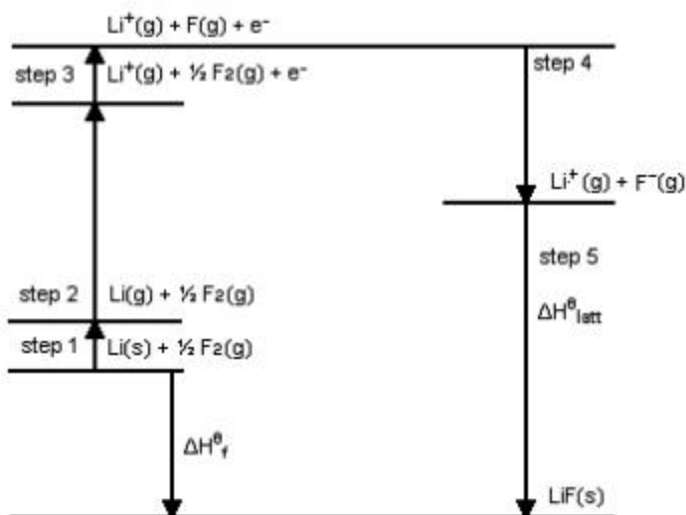 Li⁺(g) + F(g) + e⁻
step 3 Li⁺(g) + ½ F₂(g) + e⁻
step 4
Li⁺(g) + F⁻(g)
step 5
step 2 Li(g) + ½ F₂(g)
ΔHᶿlatt
step 1 Li(s) + ½ F₂(g)
ΔHᶿf
LiF(s)